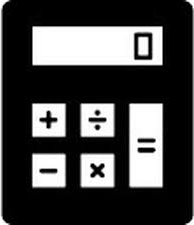 0
+ ÷ =
− ×